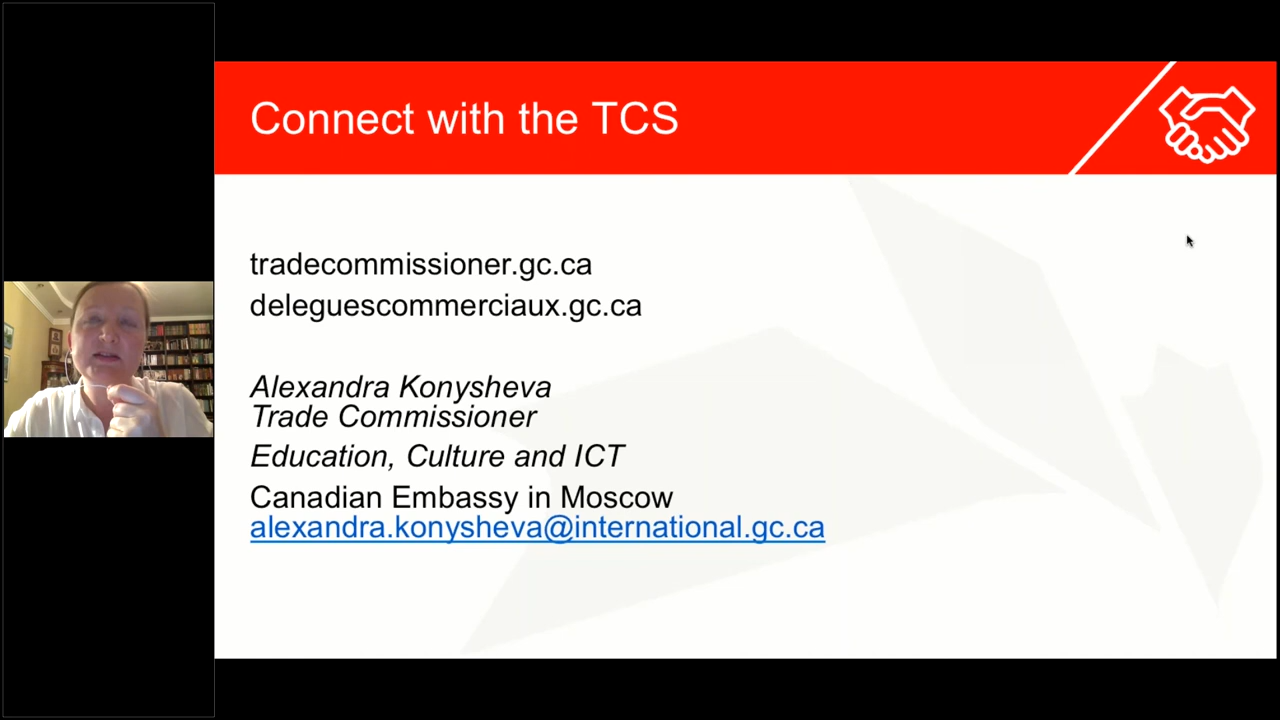 Connect with the TCS
tradecommissioner.gc.ca
deleguescommerciaux.gc.ca
Alexandra Konysheva
Trade Commissioner
Education, Culture and ICT
Canadian Embassy in Moscow
alexandra.konysheva@international.gc.ca